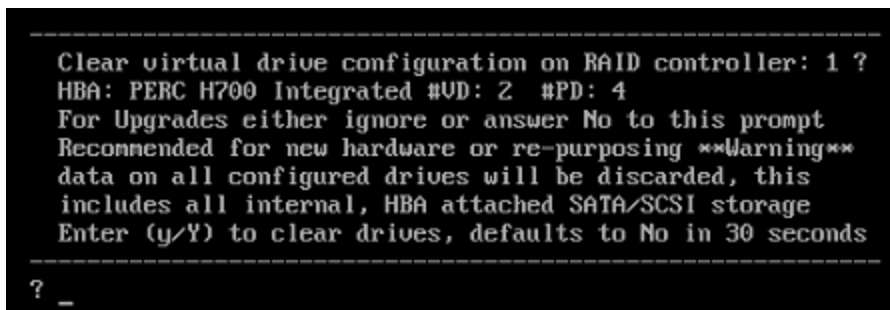 ------------------------------------------------------------
Clear virtual drive configuration on RAID controller: 1 ?
HBA: PERC H700 Integrated #VD: 2  #PD: 4
For Upgrades either ignore or answer No to this prompt
Recommended for new hardware or re-purposing **Warning**
data on all configured drives will be discarded, this
includes all internal, HBA attached SATA/SCSI storage
Enter (y/Y) to clear drives, defaults to No in 30 seconds
------------------------------------------------------------
? _